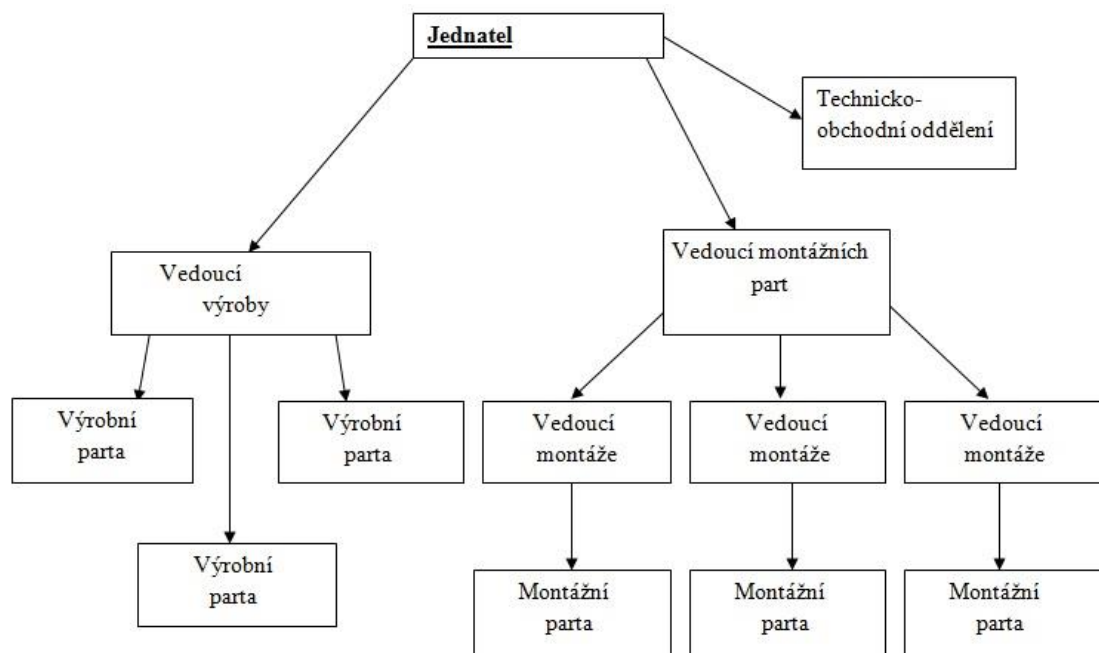 Jednatel
Technicko-
obchodní oddělení
Vedoucí
výroby
Vedoucí montážních
part
Výrobní
parta
Výrobní
parta
Výrobní
parta
Vedoucí
montáže
Vedoucí
montáže
Vedoucí
montáže
Montážní
parta
Montážní
parta
Montážní
parta